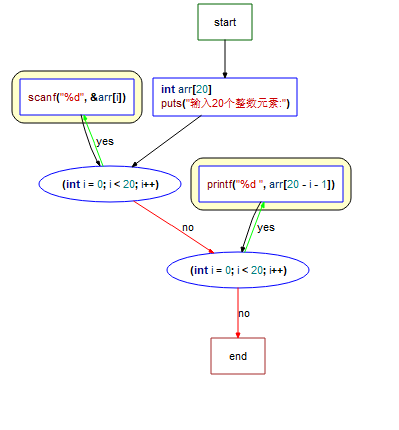 start
scanf("%d", &arr[i])
int arr[20]
puts("输入20个整数元素:")
yes
(int i = 0; i < 20; i++)
printf("%d ", arr[20 - i - 1])
no
yes
(int i = 0; i < 20; i++)
no
end